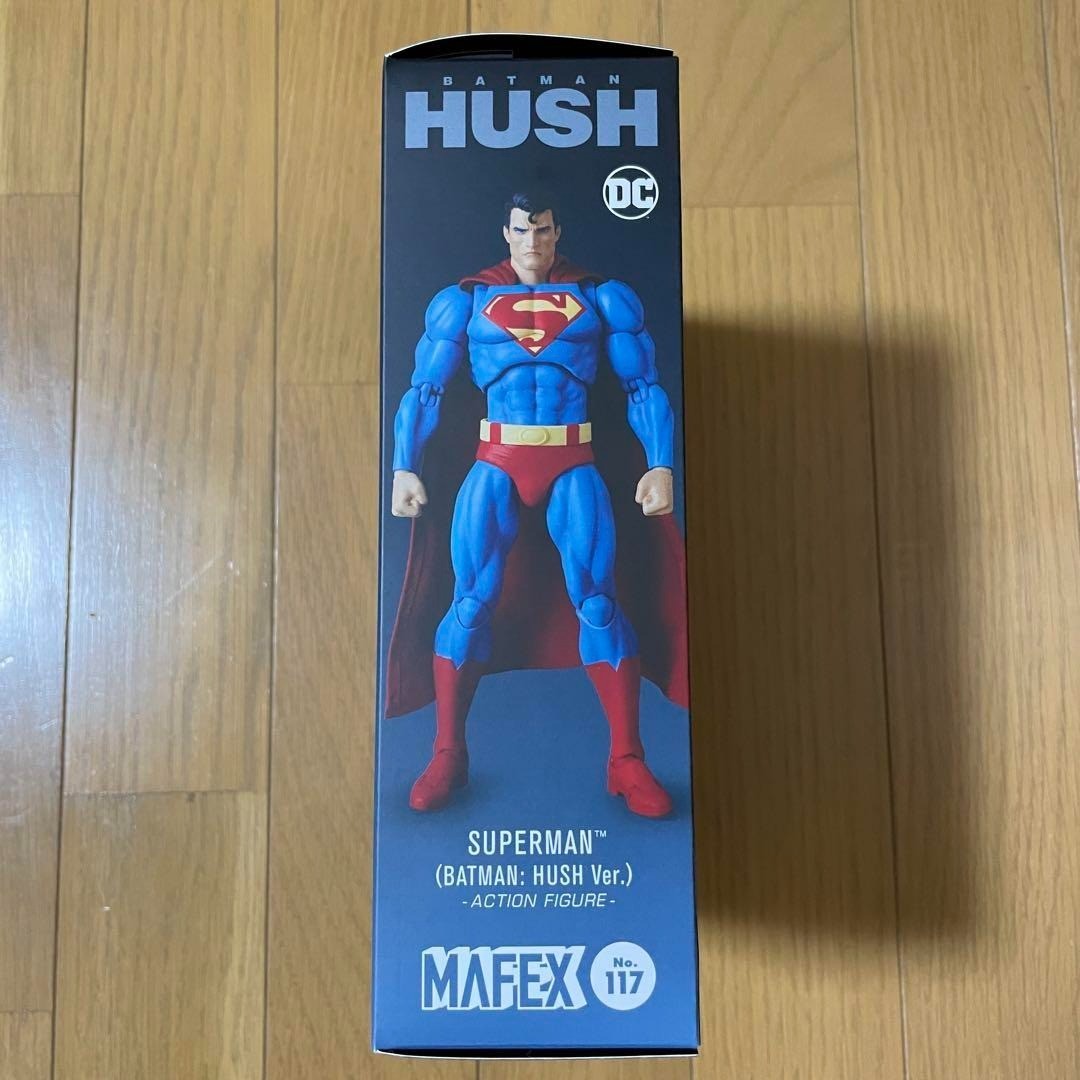 BATMAN
HUSH
DC
S
SUPERMAN™
(BATMAN: HUSH Ver.)
-ACTION FIGURE-
MAFEX No. 117